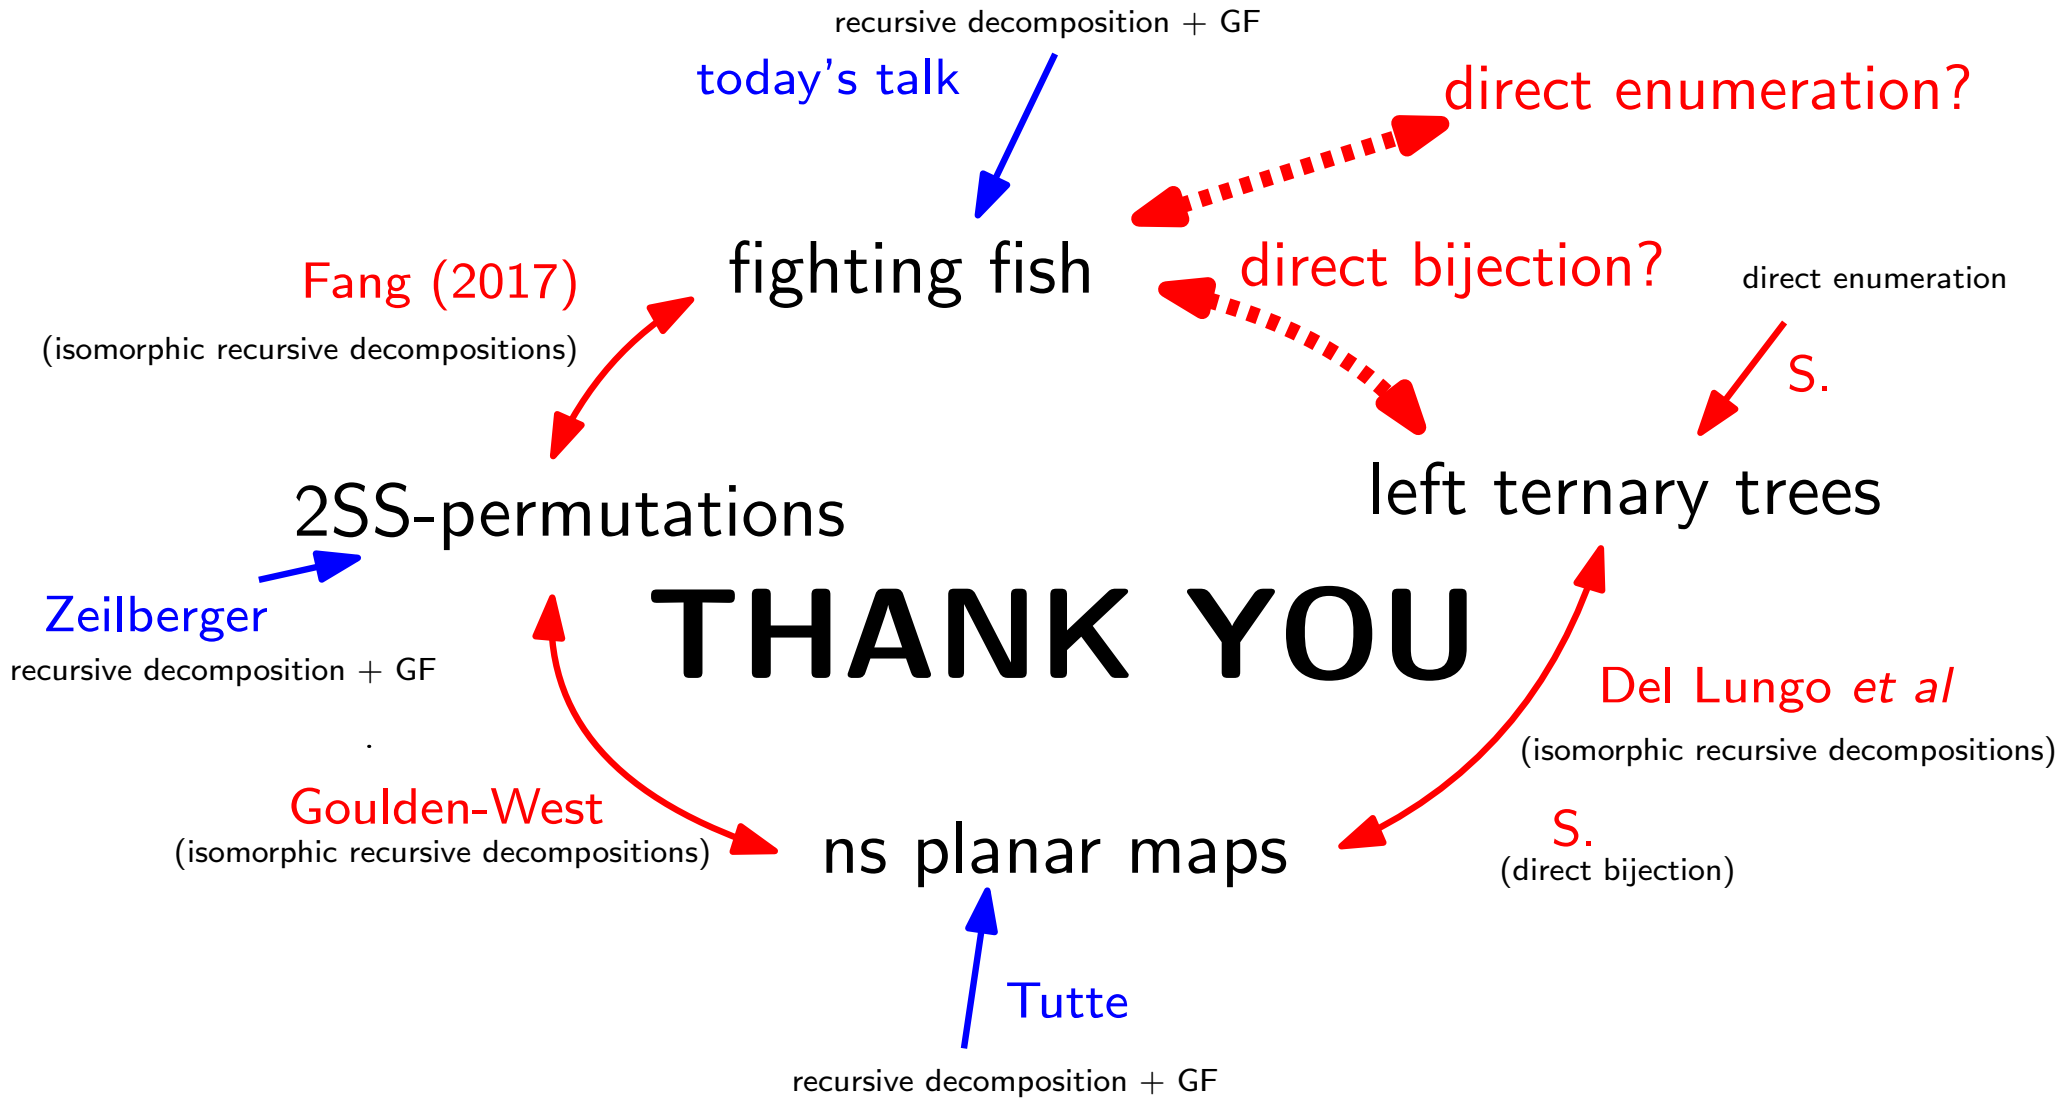 recursive decomposition + GF
today's talk
direct enumeration?
fighting fish
direct bijection?
direct enumeration
Fang (2017)
(isomorphic recursive decompositions)
S.
2SS-permutations
left ternary trees
THANK YOU
Zeilberger
recursive decomposition + GF
Del Lungo et al
(isomorphic recursive decompositions)
.
Goulden-West
(isomorphic recursive decompositions)
ns planar maps
S.
(direct bijection)
Tutte
recursive decomposition + GF